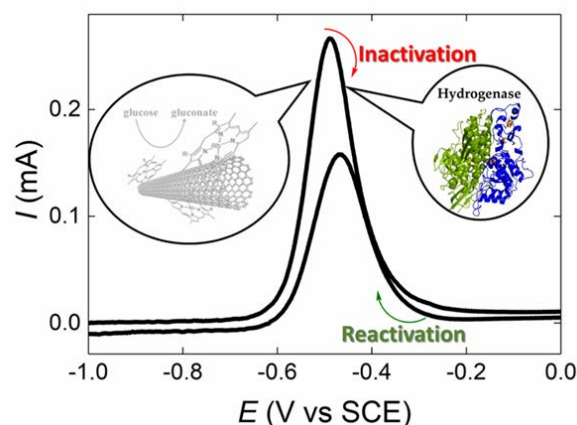 Inactivation
glucose gluconate
R
N
N
R
N
N
Hydrogenase
0.2
I (mA)
0.1
Reactivation
0.0
-1.0 -0.8 -0.6 -0.4 -0.2 0.0
E (V vs SCE)